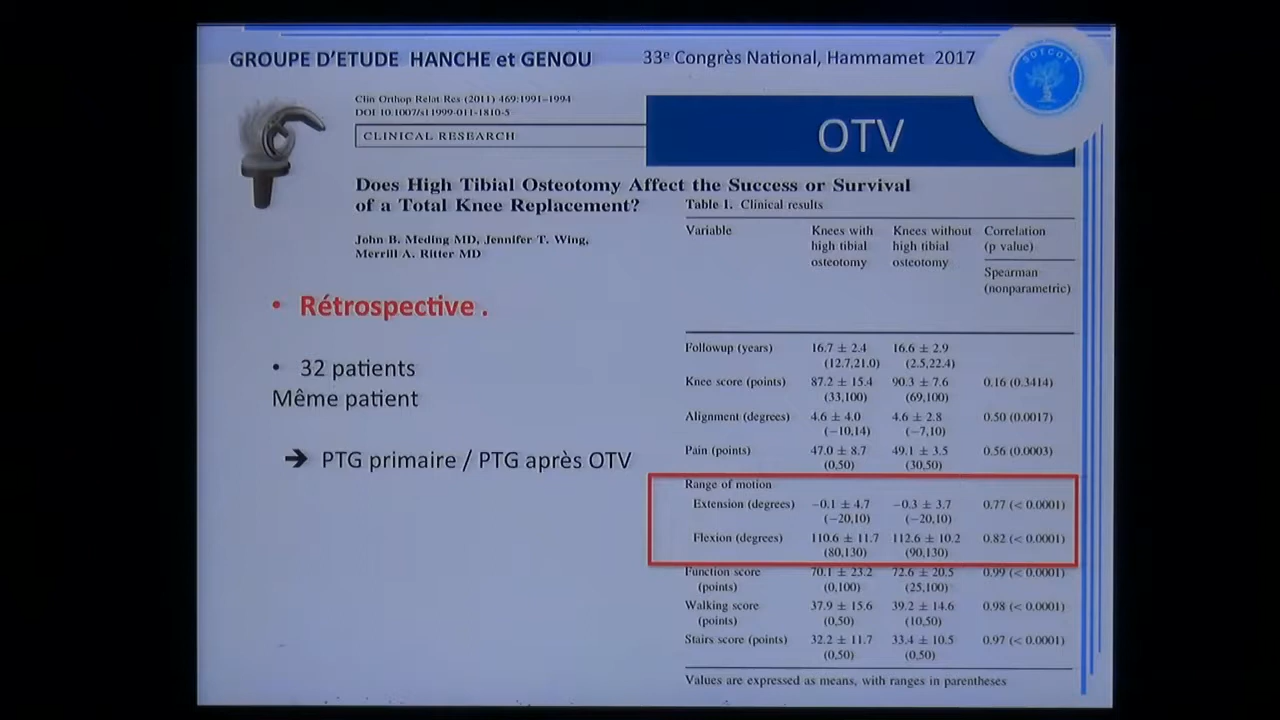 GROUPE D'ETUDE HANCHE et GENOU
33e Congrès National, Hammamet 2017
SOTCOT
Clin Orthop Relat Res (2011) 469:1991–1994
DOI 10.1007/s11999-011-1810-5
CLINICAL RESEARCH
OTV
Does High Tibial Osteotomy Affect the Success or Survival
of a Total Knee Replacement?
John B. Meding MD, Jennifer T. Wing,
Merrill A. Ritter MD
• Rétrospective .
• 32 patients
Même patient
➔ PTG primaire / PTG après OTV
Table 1. Clinical results
Variable Knees with Knees without Correlation
high tibial high tibial (p value)
osteotomy osteotomy
Spearman
(nonparametric)
Followup (years) 16.7 ± 2.4 16.6 ± 2.9
(12.7,21.0) (2.5,22.4)
Knee score (points) 87.2 ± 15.4 90.3 ± 7.6 0.16 (0.3414)
(33,100) (69,100)
Alignment (degrees) 4.6 ± 4.0 4.6 ± 2.8 0.50 (0.0017)
(−10,14) (−7,10)
Pain (points) 47.0 ± 8.7 49.1 ± 3.5 0.56 (0.0003)
(0,50) (30,50)
Range of motion
Extension (degrees) −0.1 ± 4.7 −0.3 ± 3.7 0.77 (< 0.0001)
(−20,10) (−20,10)
Flexion (degrees) 110.6 ± 11.7 112.6 ± 10.2 0.82 (< 0.0001)
(80,130) (90,130)
Function score 70.1 ± 23.2 72.6 ± 20.5 0.99 (< 0.0001)
(points) (0,100) (25,100)
Walking score 37.9 ± 15.6 39.2 ± 14.6 0.98 (< 0.0001)
(points) (0,50) (10,50)
Stairs score (points) 32.2 ± 11.7 33.4 ± 10.5 0.97 (< 0.0001)
(0,50) (0,50)
Values are expressed as means, with ranges in parentheses